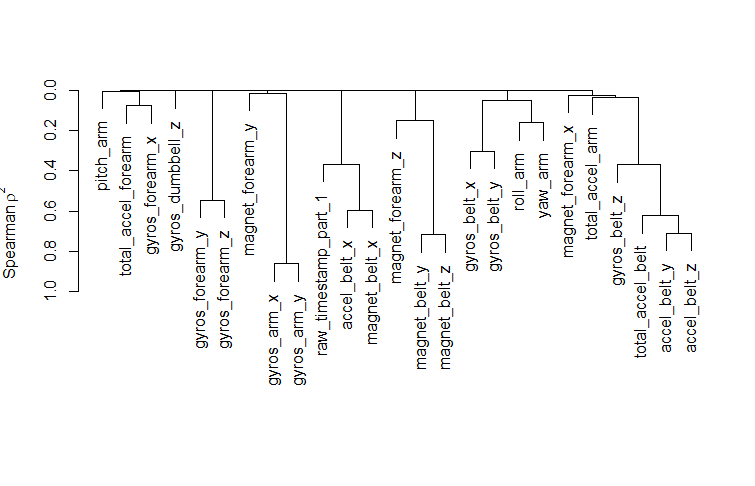 0.0
0.2
0.4
0.6
0.8
1.0
Spearman ρ²
pitch_arm
total_accel_forearm
gyros_forearm_x
gyros_dumbbell_z
gyros_forearm_y
gyros_forearm_z
magnet_forearm_y
gyros_arm_x
gyros_arm_y
raw_timestamp_part_1
accel_belt_x
magnet_belt_x
magnet_forearm_z
magnet_belt_y
magnet_belt_z
gyros_belt_x
gyros_belt_y
roll_arm
yaw_arm
magnet_forearm_x
total_accel_arm
gyros_belt_z
total_accel_belt
accel_belt_y
accel_belt_z